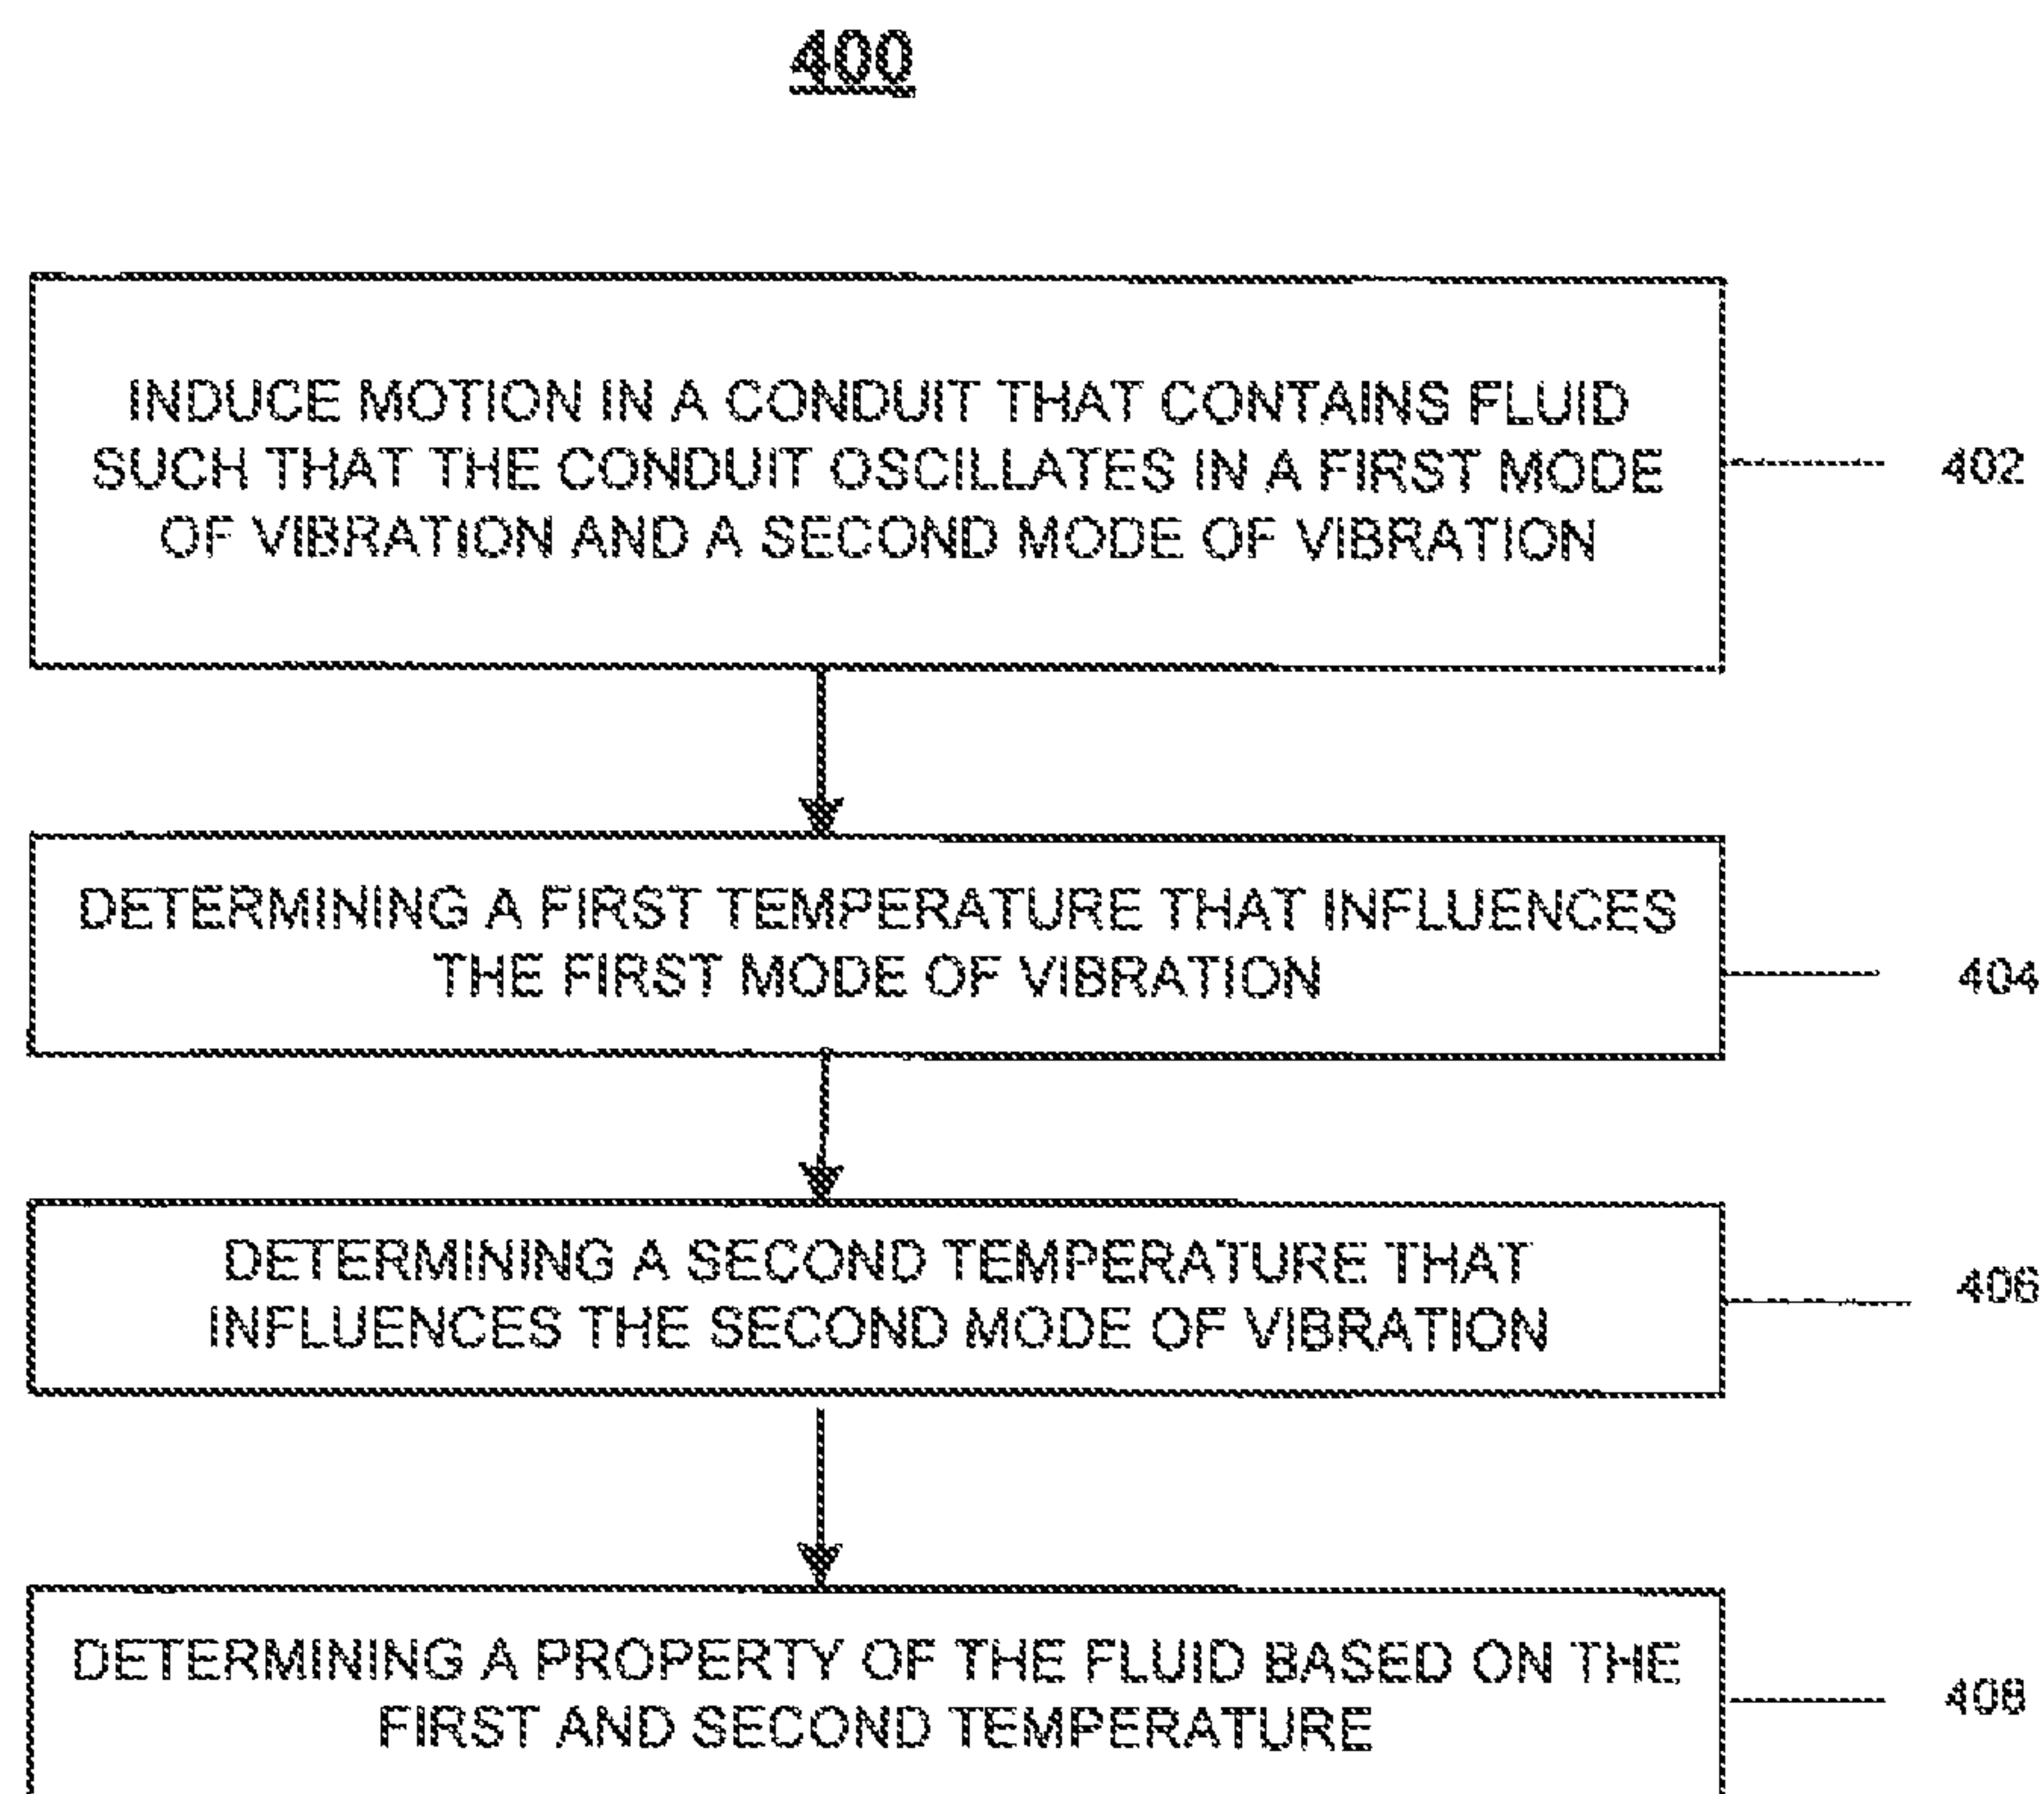 400
INDUCE MOTION IN A CONDUIT THAT CONTAINS FLUID
SUCH THAT THE CONDUIT OSCILLATES IN A FIRST MODE
OF VIBRATION AND A SECOND MODE OF VIBRATION
402
DETERMINING A FIRST TEMPERATURE THAT INFLUENCES
THE FIRST MODE OF VIBRATION
404
DETERMINING A SECOND TEMPERATURE THAT
INFLUENCES THE SECOND MODE OF VIBRATION
406
DETERMINING A PROPERTY OF THE FLUID BASED ON THE
FIRST AND SECOND TEMPERATURE
408